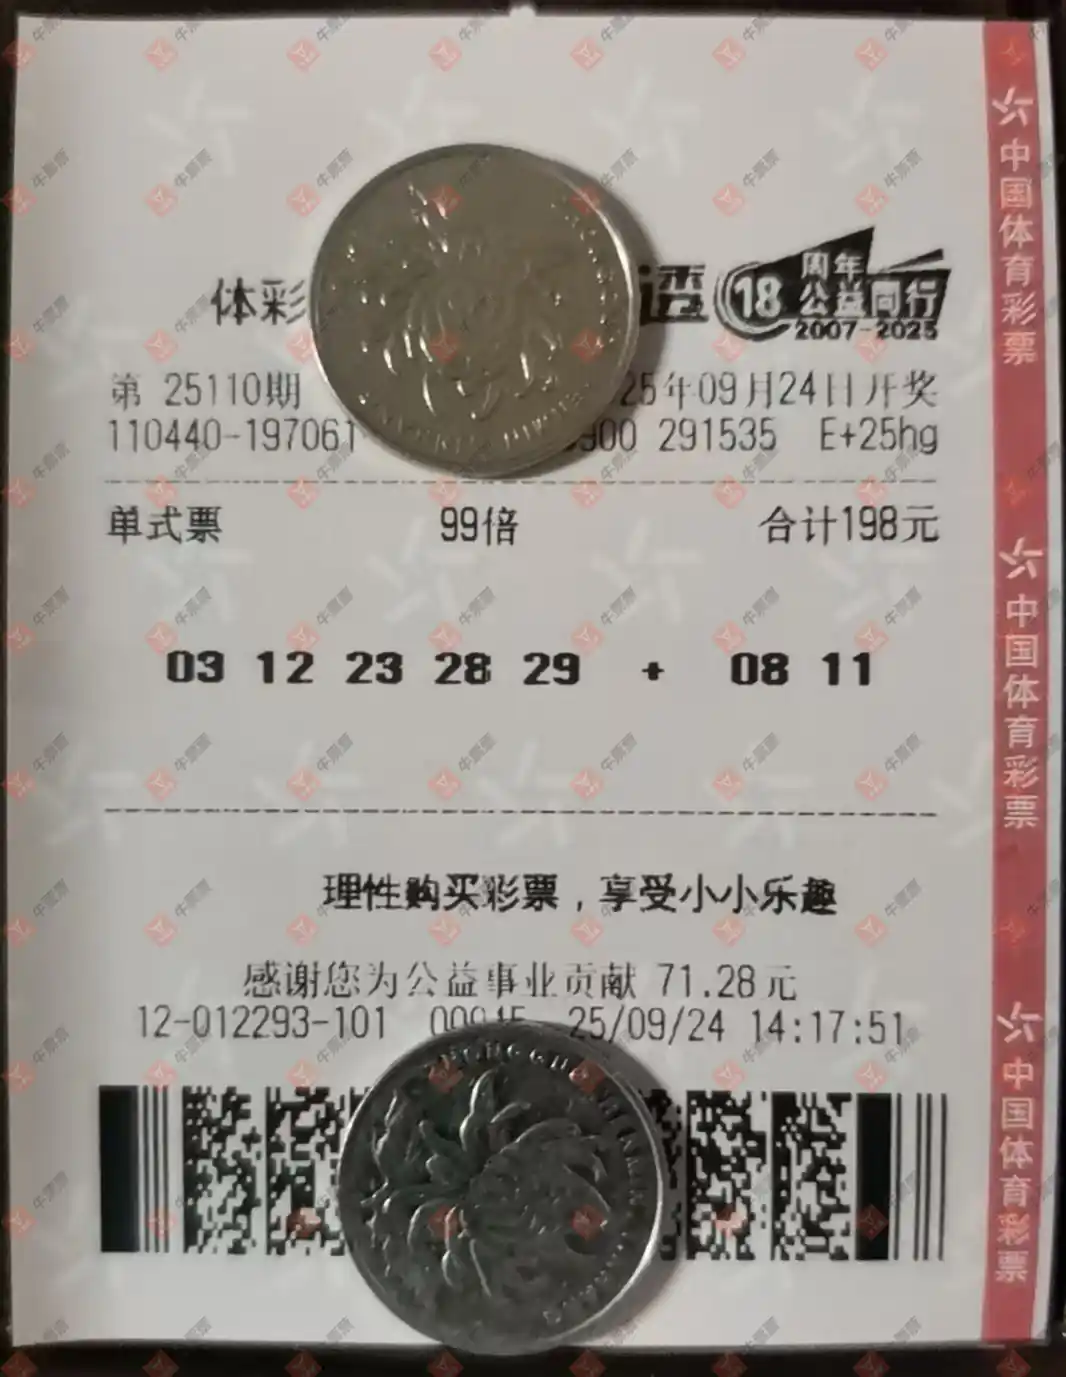 体彩
18 周年
公益同行
2007-2025
第 25110期 25年09月24日开奖
110440-197061 900 291535 E+25hg
单式票 99倍 合计198元
03 12 23 28 29 + 08 11
理性购买彩票，享受小小乐趣
感谢您为公益事业贡献 71.28元
12-012293-101 25/09/24 14:17:51
中国体育彩票
中国体育彩票
中国体育彩票
牛票票